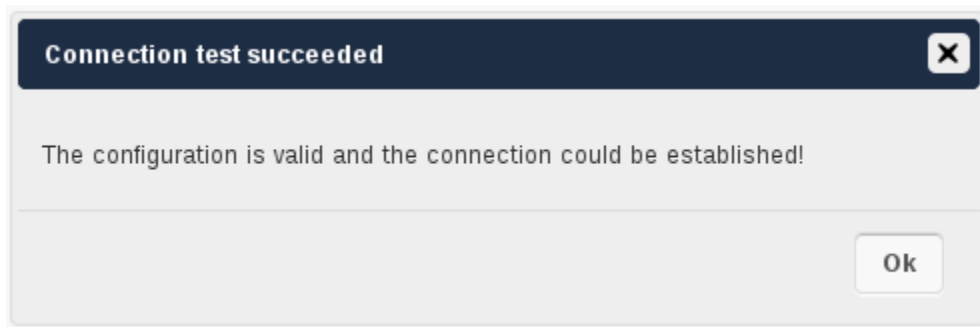 Connection test succeeded
The configuration is valid and the connection could be established!
Ok